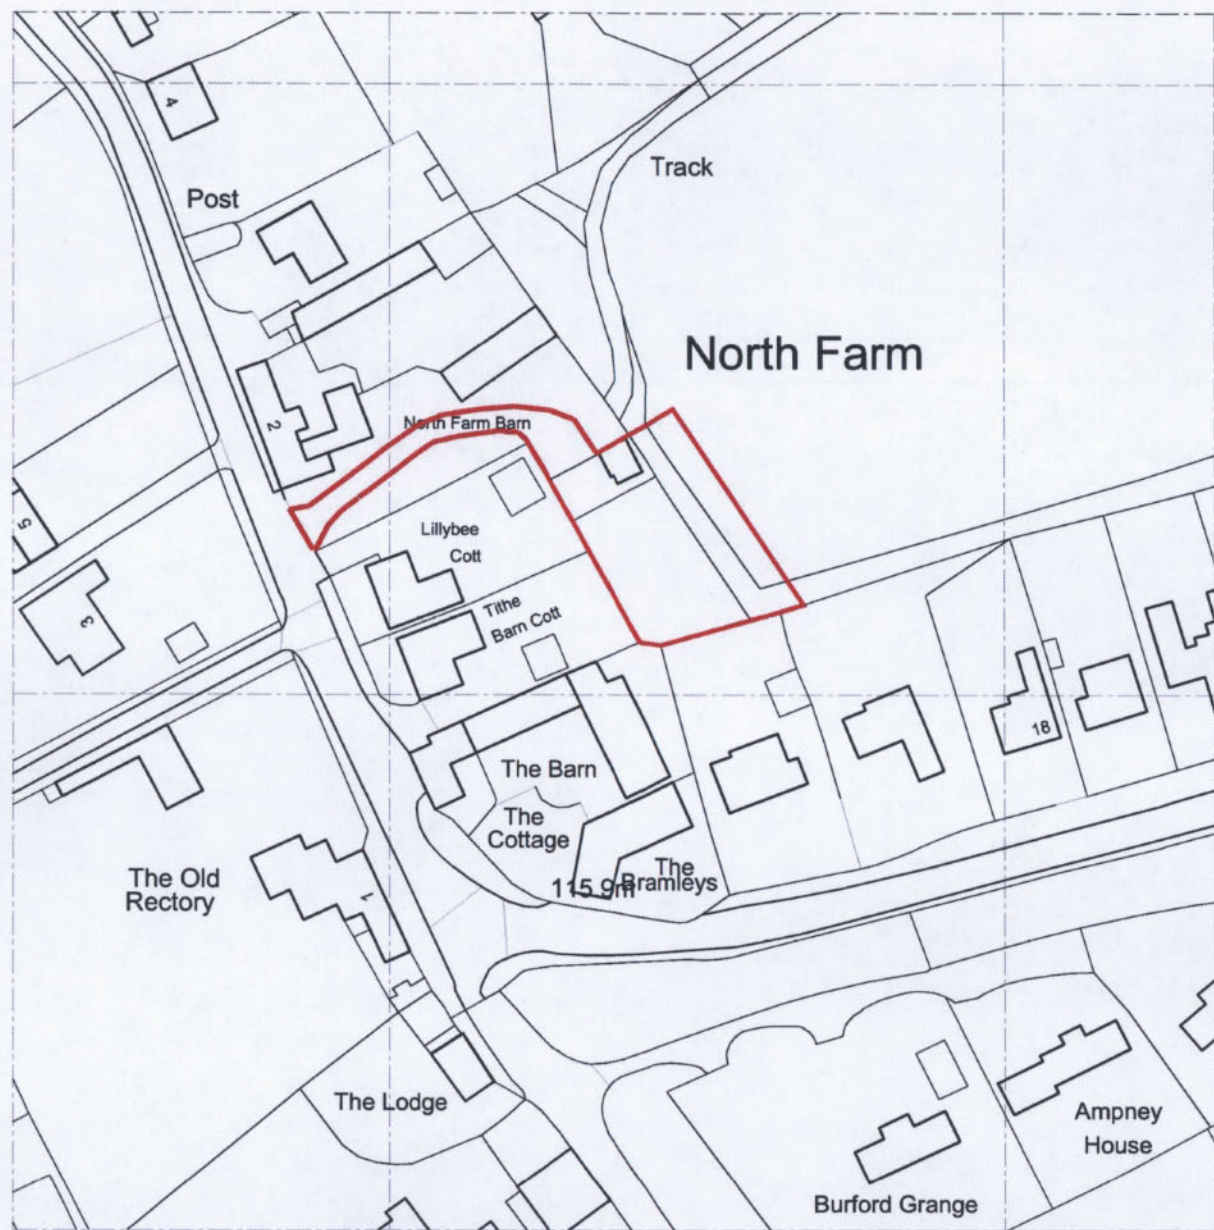 4
Post
Track
North Farm
2
North Farm Barn
5
3
Lillybee
Cott
Tithe
Barn Cott
18
The Barn
The
Cottage
The
Bramleys
115.9m
The Old
Rectory
1
The Lodge
Ampney
House
Burford Grange